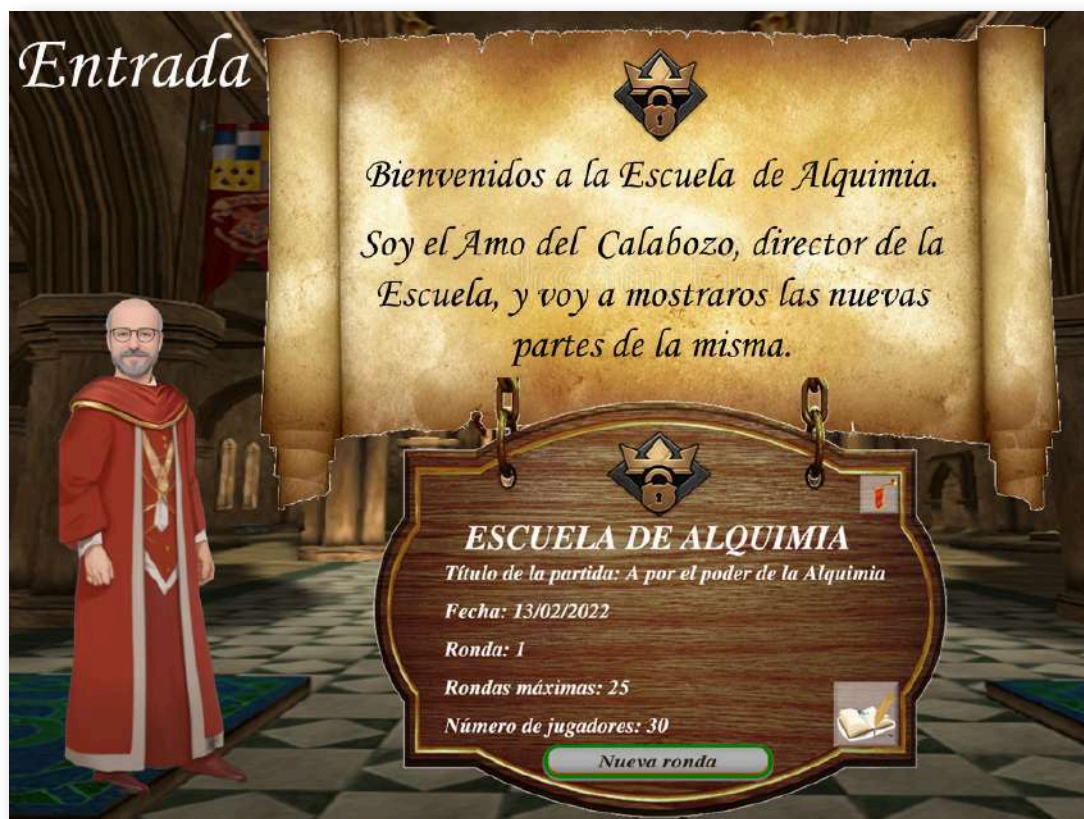 Entrada
Bienvenidos a la Escuela de Alquimia.
Soy el Amo del Calabozo, director de la
Escuela, y voy a mostraros las nuevas
partes de la misma.
ESCUELA DE ALQUIMIA
Título de la partida: A por el poder de la Alquimia
Fecha: 13/02/2022
Ronda: 1
Rondas máximas: 25
Número de jugadores: 30
Nueva ronda